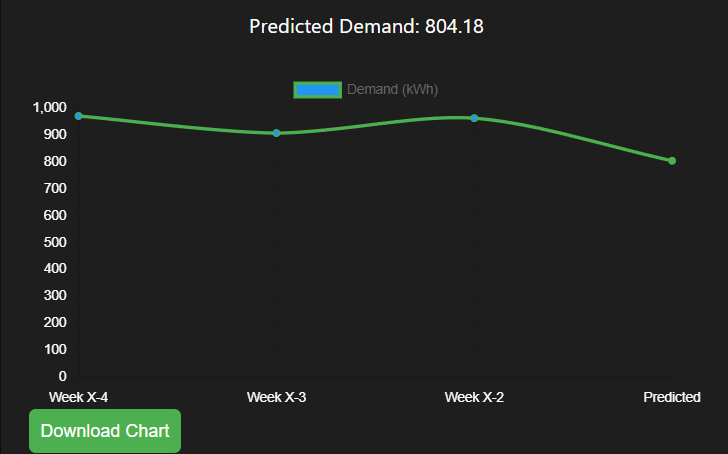 Predicted Demand: 804.18
Demand (kWh)
1,000
900
800
700
600
500
400
300
200
100
0
Week X-4 Week X-3 Week X-2 Predicted
Download Chart